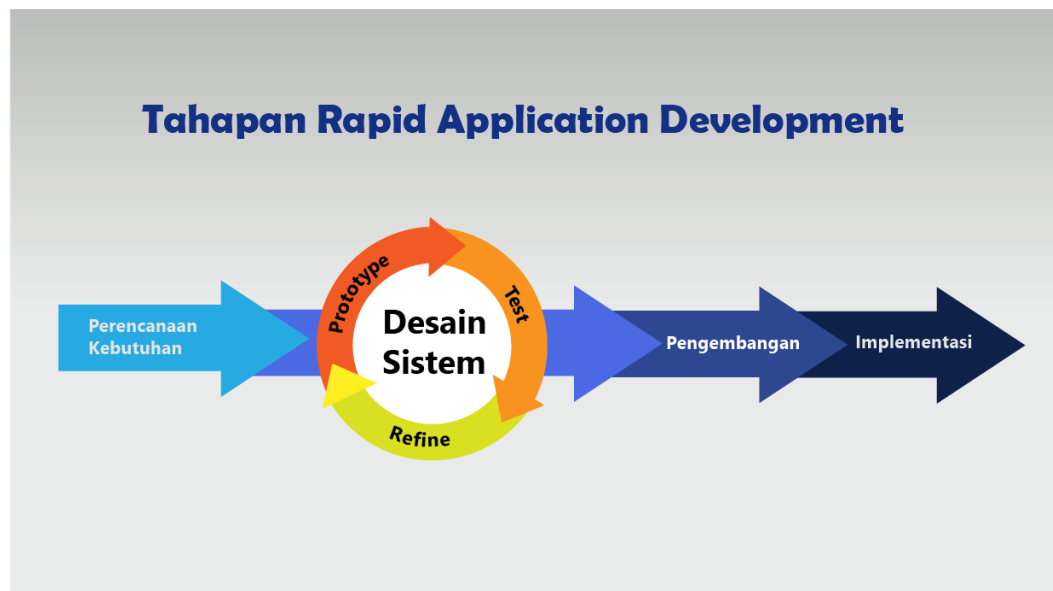 Tahapan Rapid Application Development
Perencanaan
Kebutuhan
Prototype
Test
Refine
Desain
Sistem
Pengembangan
Implementasi